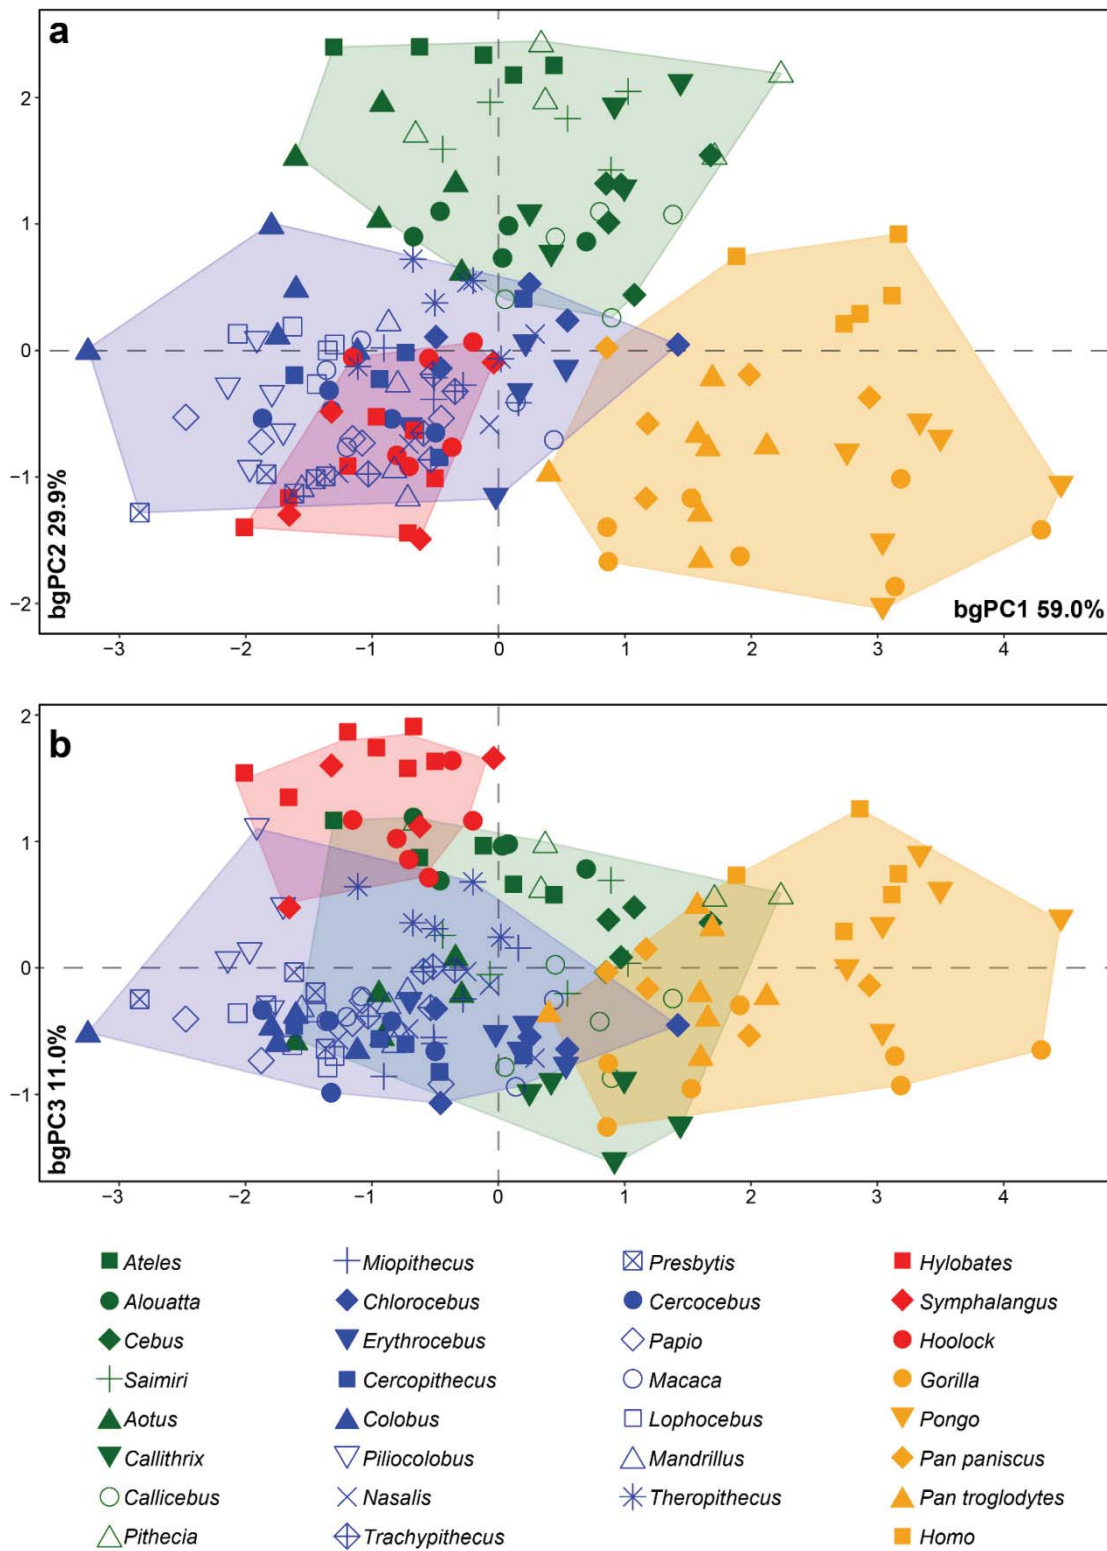 a
2
1
0
−1
−2
bgPC2 29.9%
bgPC1 59.0%
−3 −2 −1 0 1 2 3 4
b
2
1
0
−1
bgPC3 11.0%
−3 −2 −1 0 1 2 3 4
Ateles Miopithecus Presbytis Hylobates
Alouatta Chlorocebus Cercocebus Symphalangus
Cebus Erythrocebus Papio Hoolock
Saimiri Cercopithecus Macaca Gorilla
Aotus Colobus Lophocebus Pongo
Callithrix Piliocolobus Mandrillus Pan paniscus
Callicebus Nasalis Theropithecus Pan troglodytes
Pithecia Trachypithecus Homo